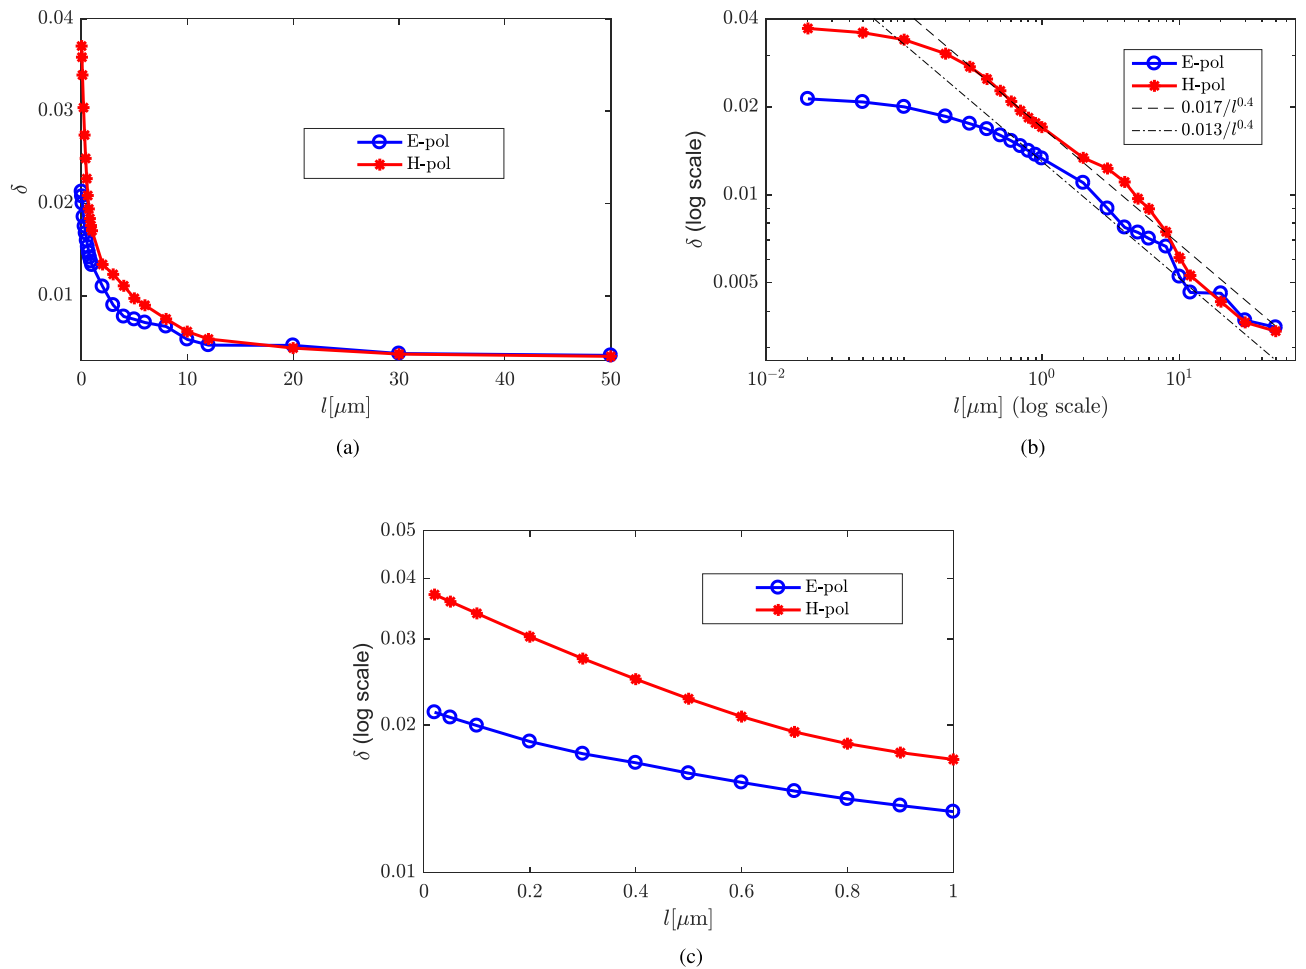 0.04
0.03
0.02
0.01
δ
E-pol
H-pol
0 10 20 30 40 50
l[μm]
(a)
0.04
0.02
0.01
0.005
δ (log scale)
E-pol
H-pol
0.017/l^0.4
0.013/l^0.4
10^-2 10^0 10^1
l[μm] (log scale)
(b)
0.05
0.04
0.03
0.02
0.01
δ (log scale)
E-pol
H-pol
0 0.2 0.4 0.6 0.8 1
l[μm]
(c)